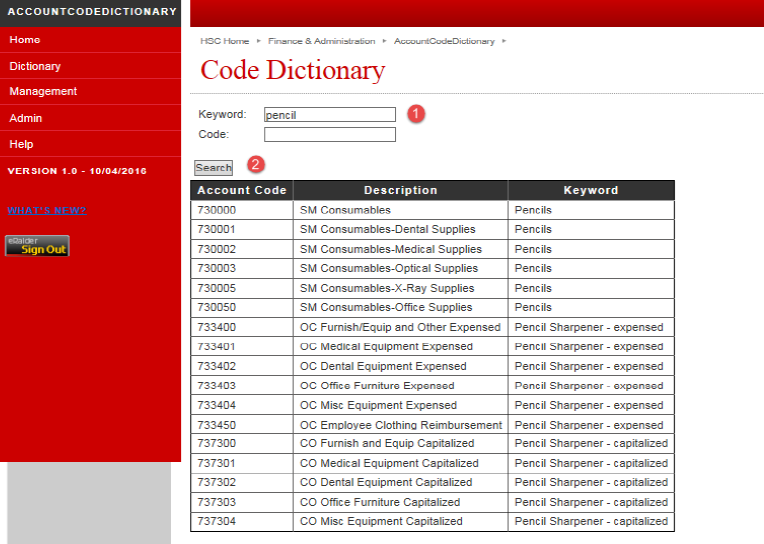 ACCOUNTCODEDICTIONARY
Home
Dictionary
Management
Admin
Help
VERSION 1.0 - 10/04/2016
WHAT'S NEW?
eRaider
Sign Out
HSC Home ▸ Finance & Administration ▸ AccountCodeDictionary ▸
Code Dictionary
Keyword: pencil 1
Code:
Search 2
Account Code Description Keyword
730000 SM Consumables Pencils
730001 SM Consumables-Dental Supplies Pencils
730002 SM Consumables-Medical Supplies Pencils
730003 SM Consumables-Optical Supplies Pencils
730005 SM Consumables-X-Ray Supplies Pencils
730050 SM Consumables-Office Supplies Pencils
733400 OC Furnish/Equip and Other Expensed Pencil Sharpener - expensed
733401 OC Medical Equipment Expensed Pencil Sharpener - expensed
733402 OC Dental Equipment Expensed Pencil Sharpener - expensed
733403 OC Office Furniture Expensed Pencil Sharpener - expensed
733404 OC Misc Equipment Expensed Pencil Sharpener - expensed
733450 OC Employee Clothing Reimbursement Pencil Sharpener - expensed
737300 CO Furnish and Equip Capitalized Pencil Sharpener - capitalized
737301 CO Medical Equipment Capitalized Pencil Sharpener - capitalized
737302 CO Dental Equipment Capitalized Pencil Sharpener - capitalized
737303 CO Office Furniture Capitalized Pencil Sharpener - capitalized
737304 CO Misc Equipment Capitalized Pencil Sharpener - capitalized